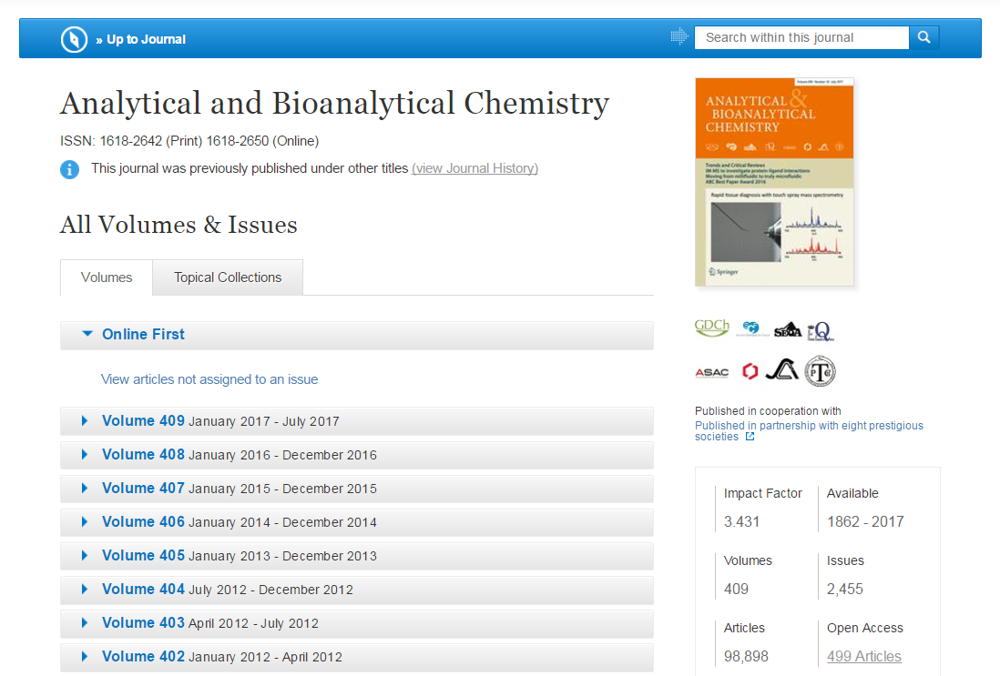 » Up to Journal
Search within this journal
Analytical and Bioanalytical Chemistry
ISSN: 1618-2642 (Print) 1618-2650 (Online)
This journal was previously published under other titles (view Journal History)
All Volumes & Issues
Volumes
Topical Collections
Online First
View articles not assigned to an issue
Volume 409 January 2017 - July 2017
Volume 408 January 2016 - December 2016
Volume 407 January 2015 - December 2015
Volume 406 January 2014 - December 2014
Volume 405 January 2013 - December 2013
Volume 404 July 2012 - December 2012
Volume 403 April 2012 - July 2012
Volume 402 January 2012 - April 2012
ANALYTICAL &
BIOANALYTICAL
CHEMISTRY
Trends and Critical Reviews
IM-MS to investigate protein-ligand interactions
Moving from millifluidic to truly microfluidic
ABC Best Paper Award 2016
Rapid tissue diagnosis with touch spray mass spectrometry
Springer
GDCh
SEQA
ASAC
Published in cooperation with
Published in partnership with eight prestigious
societies
Impact Factor
3.431
Available
1862 - 2017
Volumes
409
Issues
2,455
Articles
98,898
Open Access
499 Articles